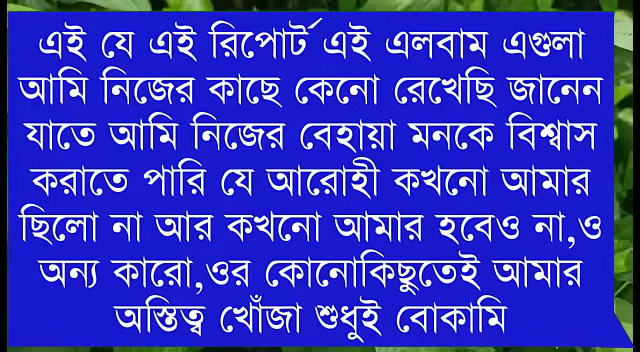 এই যে এই রিপোর্ট এই এলবাম এগুলা
আমি নিজের কাছে কেনো রেখেছি জানেন
যাতে আমি নিজের বেহায়া মনকে বিশ্বাস
করাতে পারি যে আরোহী কখনো আমার
ছিলো না আর কখনো আমার হবেও না,ও
অন্য কারো,ওর কোনোকিছুতেই আমার
অস্তিত্ব খোঁজা শুধুই বোকামি